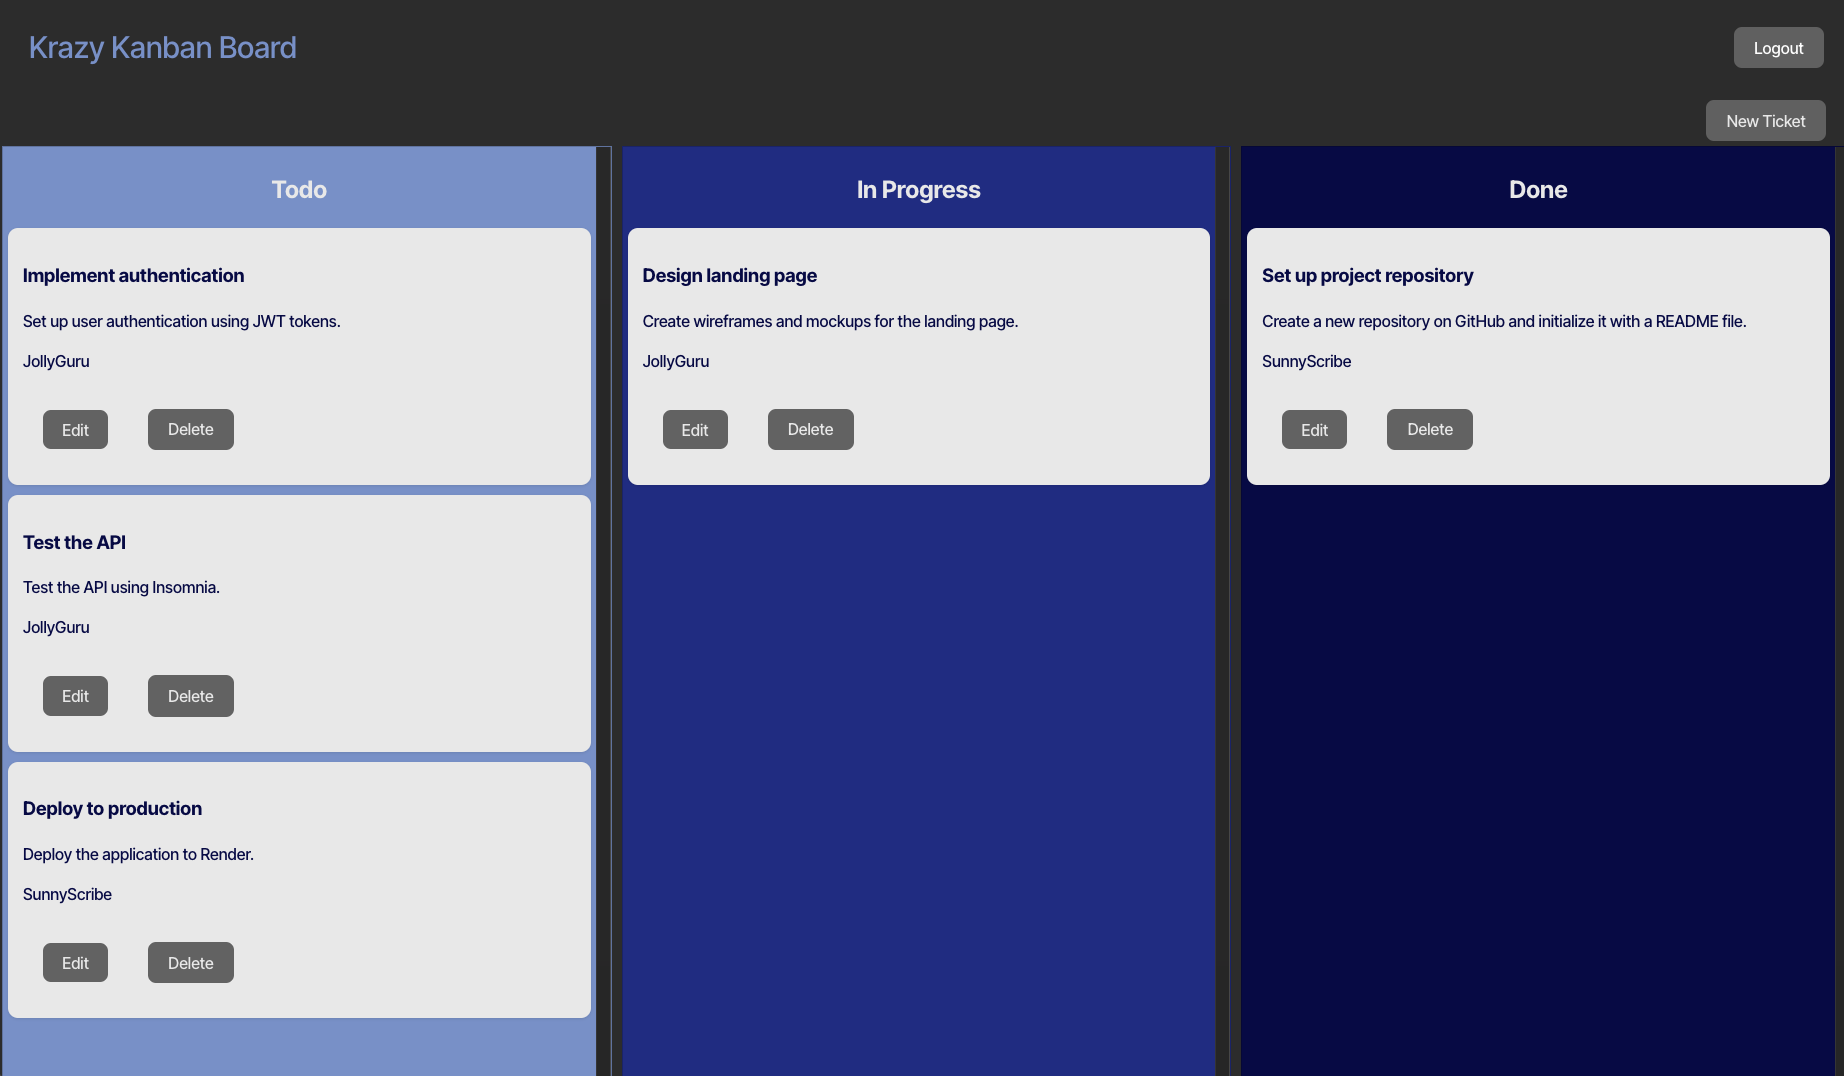 Krazy Kanban Board
Logout
New Ticket
Todo
Implement authentication
Set up user authentication using JWT tokens.
JollyGuru
Edit
Delete
Test the API
Test the API using Insomnia.
JollyGuru
Edit
Delete
Deploy to production
Deploy the application to Render.
SunnyScribe
Edit
Delete
In Progress
Design landing page
Create wireframes and mockups for the landing page.
JollyGuru
Edit
Delete
Done
Set up project repository
Create a new repository on GitHub and initialize it with a README file.
SunnyScribe
Edit
Delete